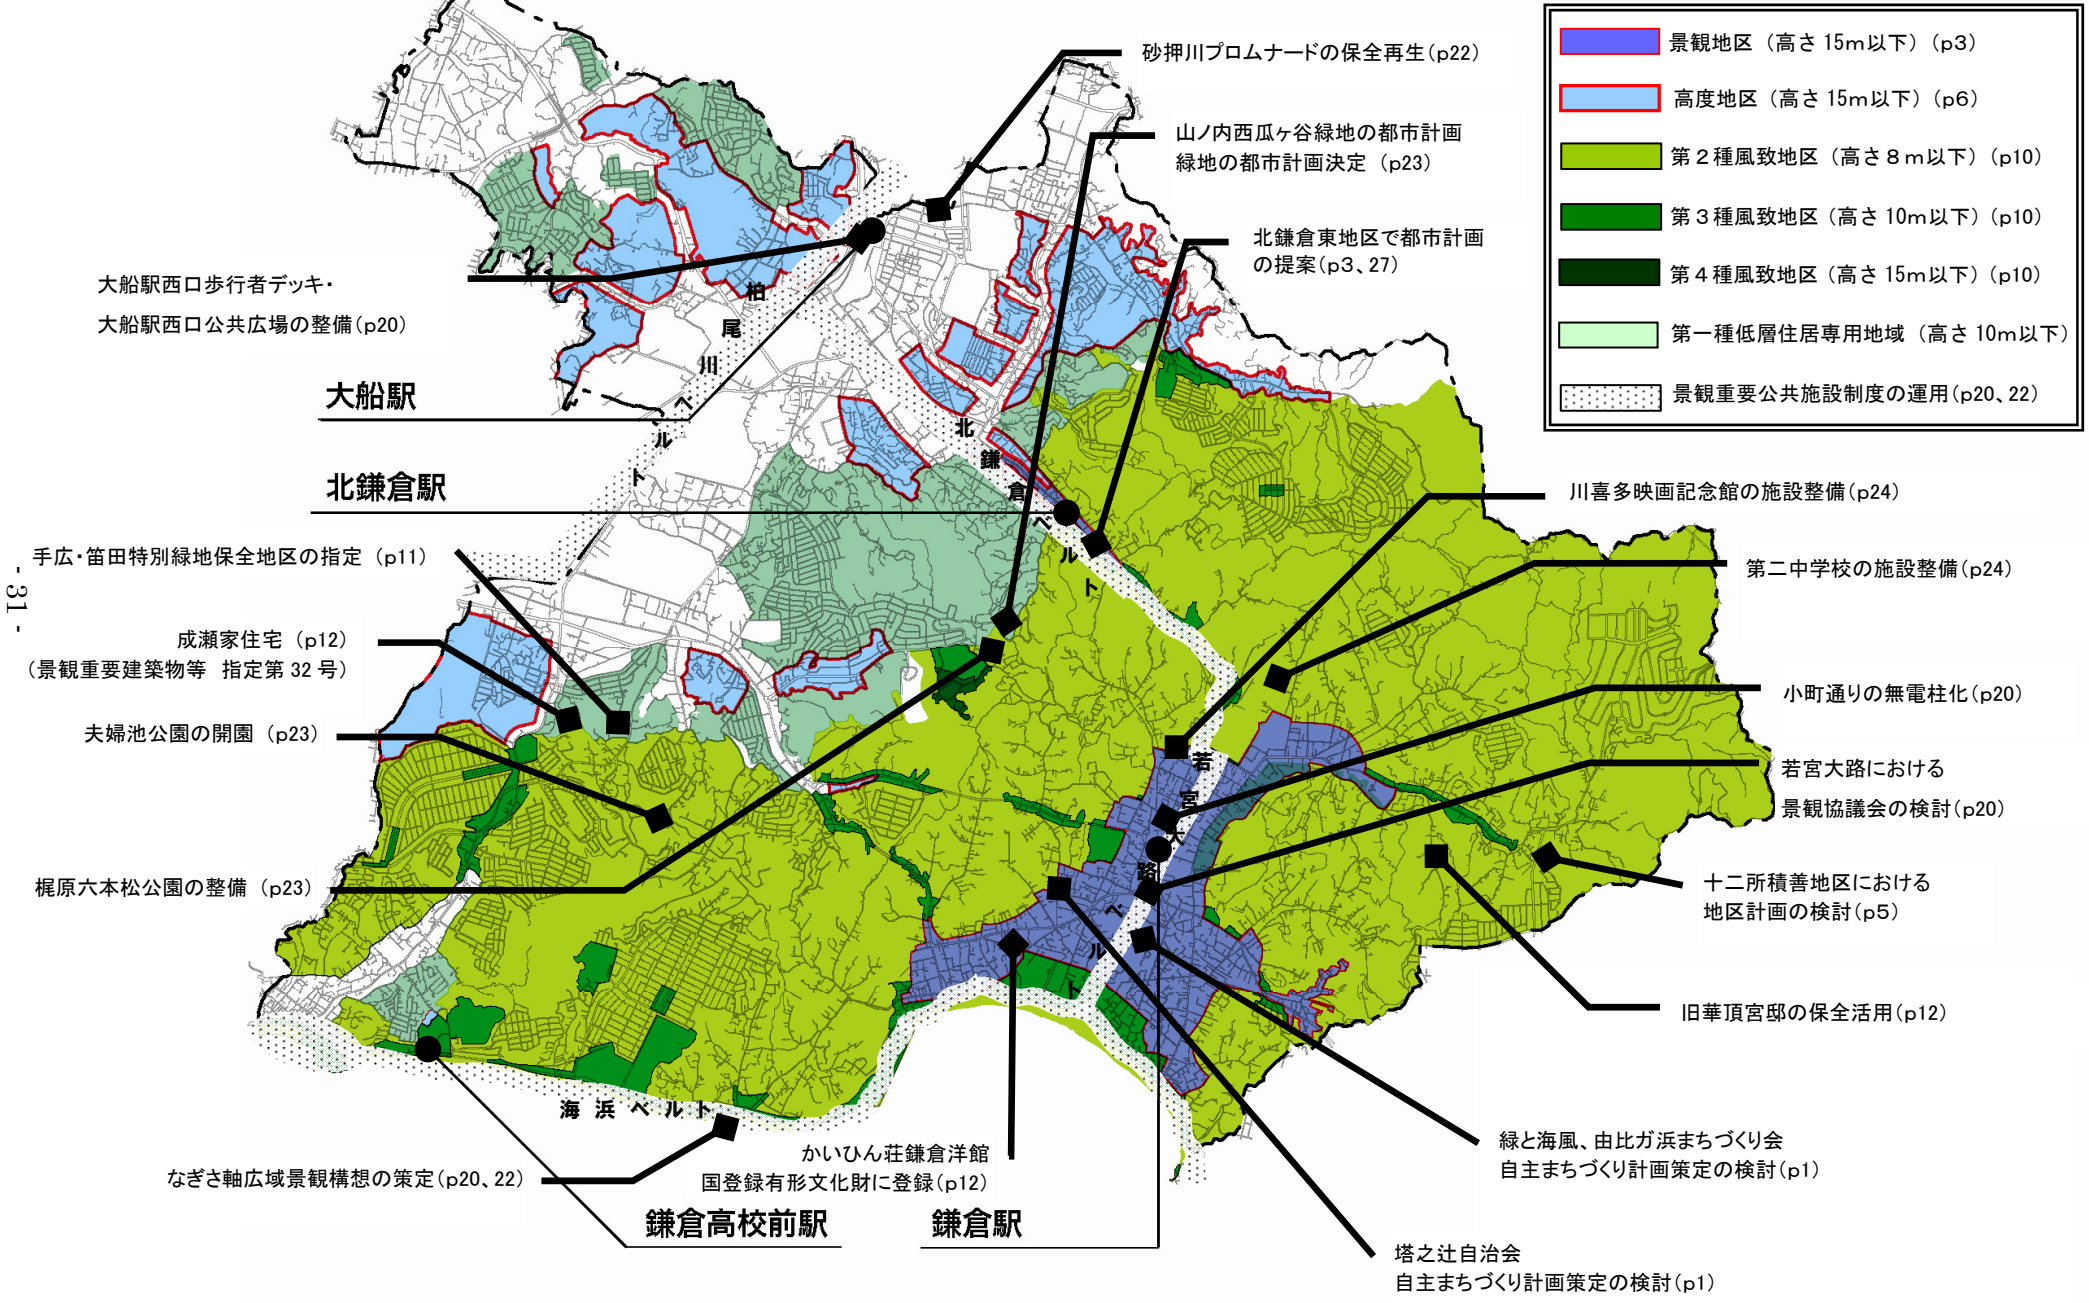 景観地区（高さ15m以下）(p3)
高度地区（高さ15m以下）(p6)
第２種風致地区（高さ８ｍ以下）(p10)
第３種風致地区（高さ10m以下）(p10)
第４種風致地区（高さ15m以下）(p10)
第一種低層住居専用地域（高さ10m以下）
景観重要公共施設制度の運用(p20、22)
砂押川プロムナードの保全再生(p22)
山ノ内西瓜ヶ谷緑地の都市計画
緑地の都市計画決定（p23）
北鎌倉東地区で都市計画
の提案(p3、27)
大船駅西口歩行者デッキ・
大船駅西口公共広場の整備(p20)
大船駅
北鎌倉駅
柏尾川ベルト
北鎌倉ベルト
川喜多映画記念館の施設整備(p24)
手広・笛田特別緑地保全地区の指定（p11）
第二中学校の施設整備(p24)
- 31 -
成瀬家住宅（p12）
（景観重要建築物等　指定第32号）
小町通りの無電柱化(p20)
夫婦池公園の開園（p23）
若宮大路ベルト
若宮大路における
景観協議会の検討(p20)
梶原六本松公園の整備（p23）
十二所積善地区における
地区計画の検討(p5)
旧華頂宮邸の保全活用(p12)
海浜ベルト
かいひん荘鎌倉洋館
国登録有形文化財に登録(p12)
緑と海風、由比ガ浜まちづくり会
自主まちづくり計画策定の検討(p1)
なぎさ軸広域景観構想の策定(p20、22)
鎌倉高校前駅
鎌倉駅
塔之辻自治会
自主まちづくり計画策定の検討(p1)